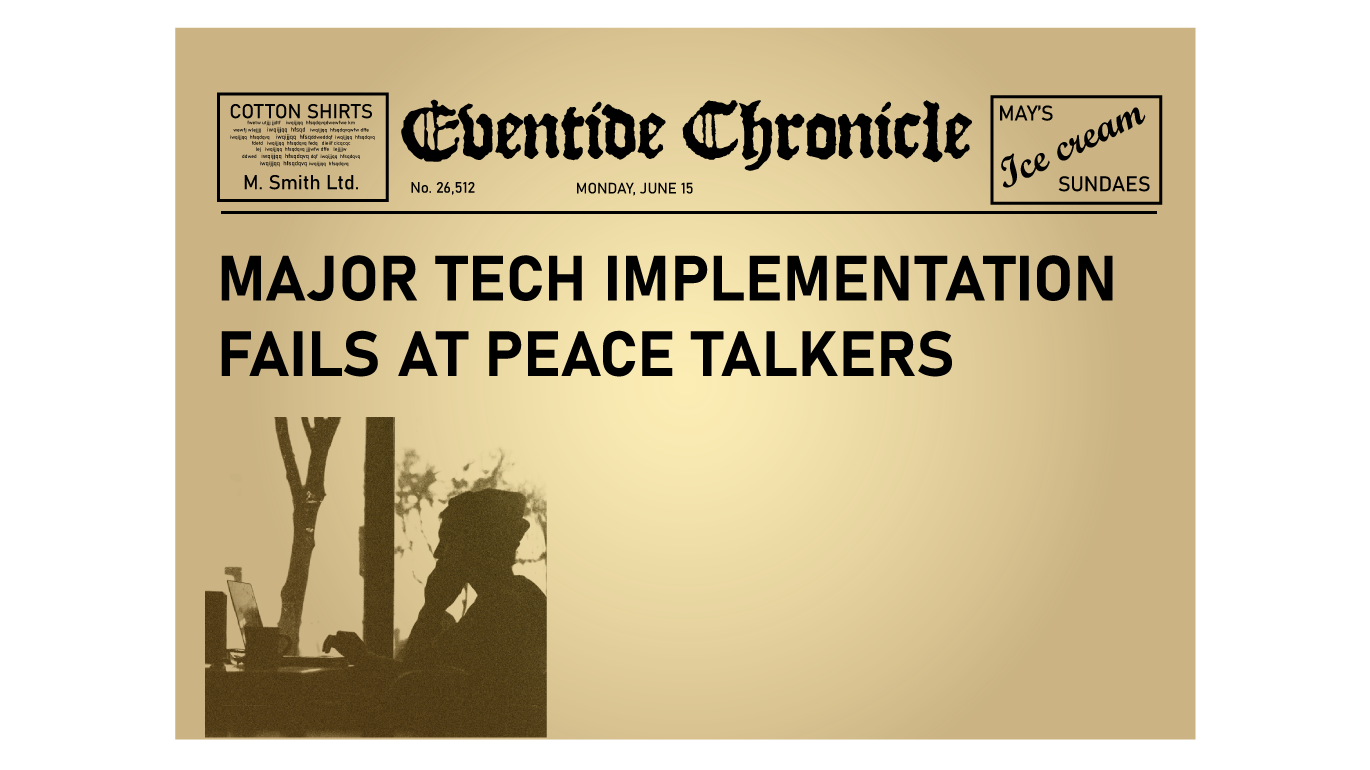 COTTON SHIRTS
M. Smith Ltd.
Eventide Chronicle
No. 26,512
MONDAY, JUNE 15
MAY'S
Ice cream
SUNDAES
MAJOR TECH IMPLEMENTATION
FAILS AT PEACE TALKERS